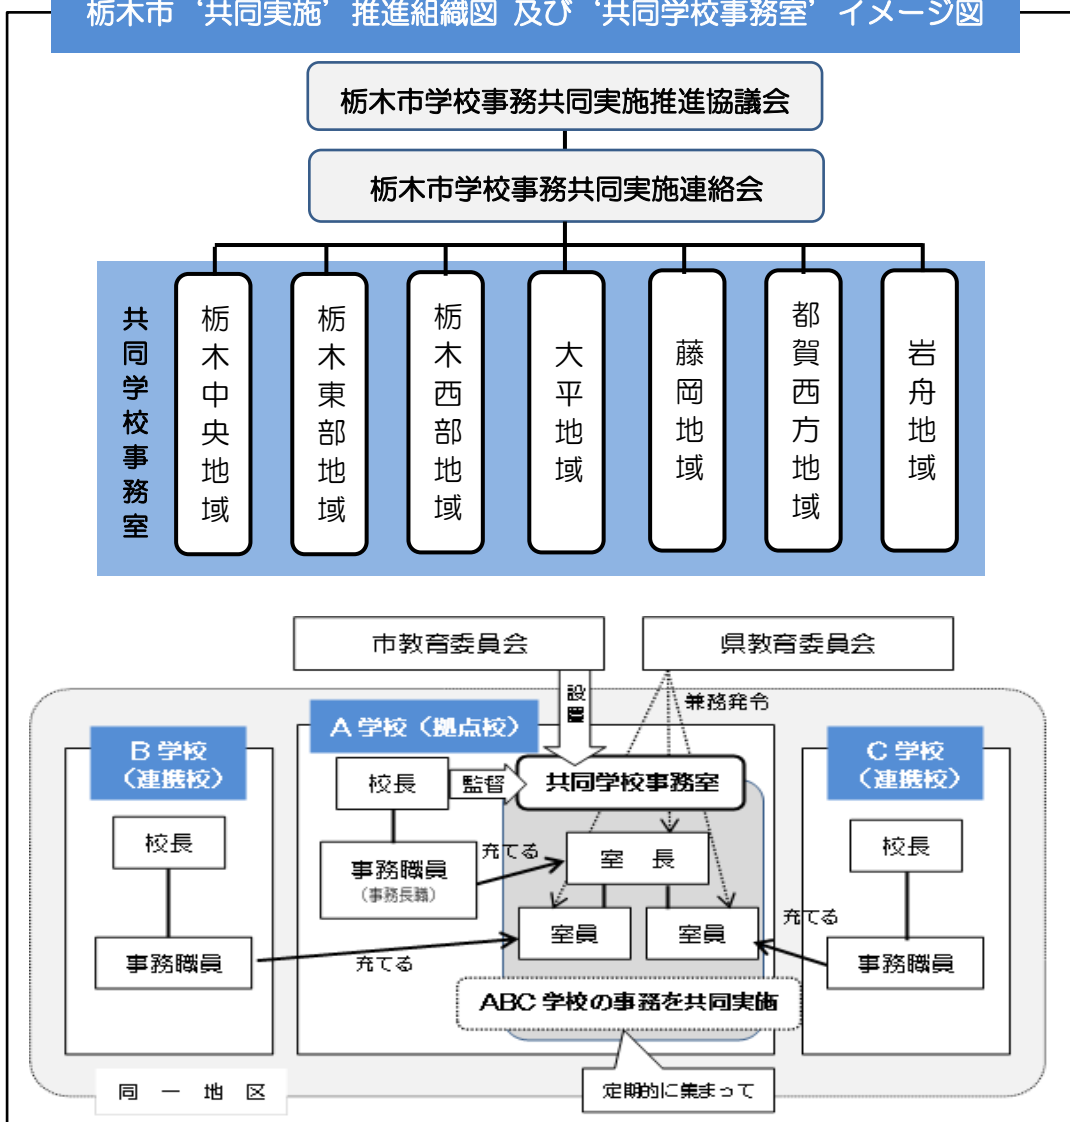 栃木市‘共同実施’推進組織図 及び‘共同学校事務室’イメージ図
栃木市学校事務共同実施推進協議会
栃木市学校事務共同実施連絡会
共同学校事務室
栃木中央地域
栃木東部地域
栃木西部地域
大平地域
藤岡地域
都賀西方地域
岩舟地域
市教育委員会
県教育委員会
設置
兼務発令
A学校（拠点校）
B学校
（連携校）
C学校
（連携校）
校長
監督
共同学校事務室
校長
校長
事務職員
（事務長職）
充てる
室 長
室員
室員
充てる
充てる
事務職員
事務職員
ABC学校の事務を共同実施
同 一 地 区
定期的に集まって